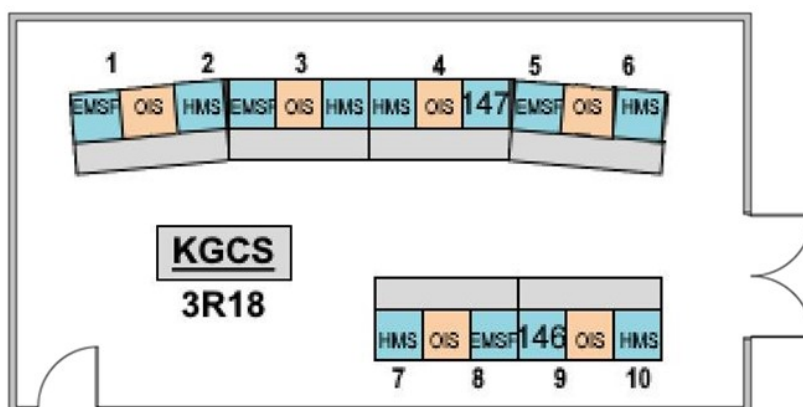 1 2 3 4 5 6
EMSF OIS HMS EMSF OIS HMS HMS OIS 147 EMSF OIS HMS
KGCS
3R18
HMS OIS EMSF 146 OIS HMS
7 8 9 10